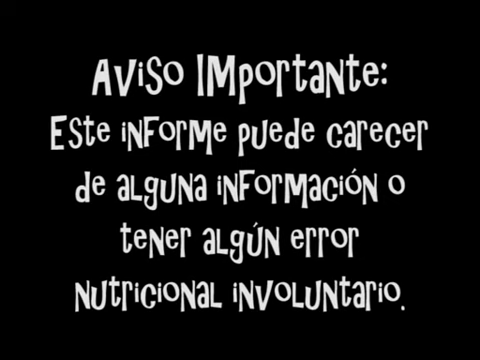 Aviso Importante:
Este informe puede carecer
de alguna información o
tener algún error
nutricional involuntario.